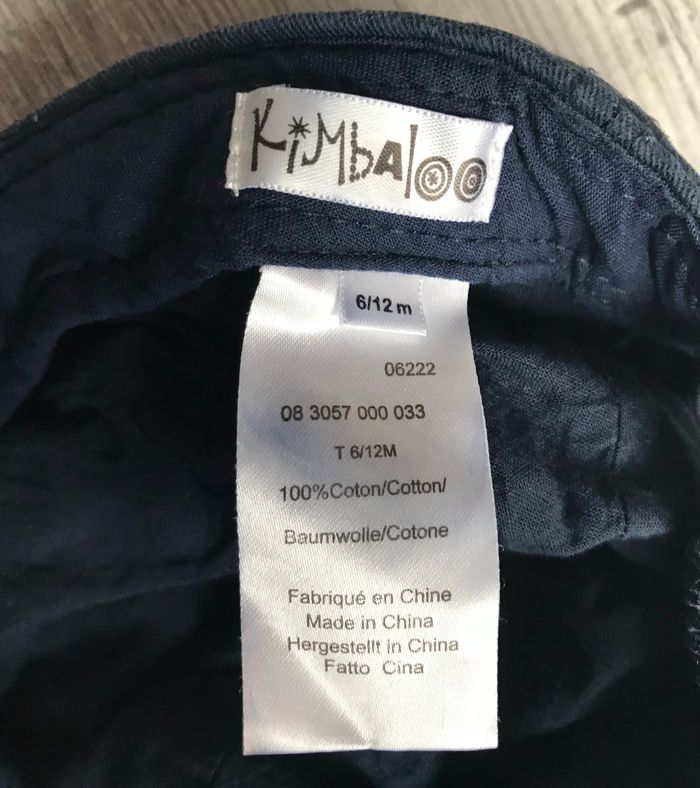 KiMbAloo
6/12 m
06222
08 3057 000 033
T 6/12M
100%Coton/Cotton/
Baumwolle/Cotone
Fabriqué en Chine
Made in China
Hergestellt in China
Fatto Cina